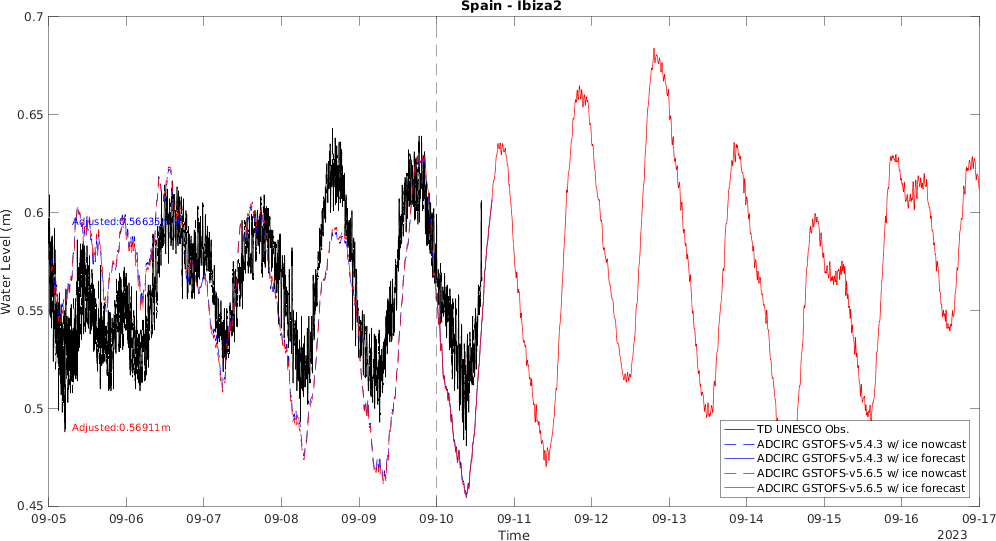 Spain - Ibiza2
0.7
0.65
0.6
0.55
0.5
0.45
Water Level (m)
Adjusted:0.56635m
Adjusted:0.56911m
TD UNESCO Obs.
ADCIRC GSTOFS-v5.4.3 w/ ice nowcast
ADCIRC GSTOFS-v5.4.3 w/ ice forecast
ADCIRC GSTOFS-v5.6.5 w/ ice nowcast
ADCIRC GSTOFS-v5.6.5 w/ ice forecast
09-05 09-06 09-07 09-08 09-09 09-10 09-11 09-12 09-13 09-14 09-15 09-16 09-17
Time
2023